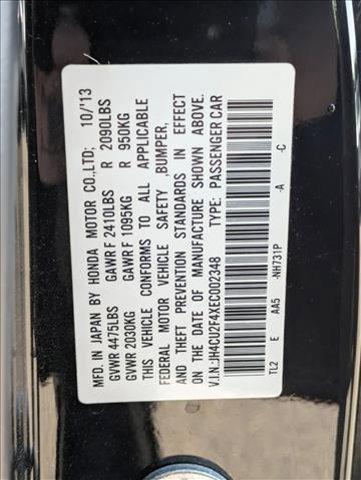 MFD. IN JAPAN BY HONDA MOTOR CO.,LTD; 10/'13
GVWR 4475LBS GAWR F 2410LBS R 2090LBS
GVWR 2030KG GAWR F 1095KG R 950KG
THIS VEHICLE CONFORMS TO ALL APPLICABLE
FEDERAL MOTOR VEHICLE SAFETY ,BUMPER,
AND THEFT PREVENTION STANDARDS IN EFFECT
ON THE DATE OF MANUFACTURE SHOWN ABOVE.
V.I.N.:JH4CU2F4XEC002348 TYPE: PASSENGER CAR
TL2 E AA5 -NH731P -A -C